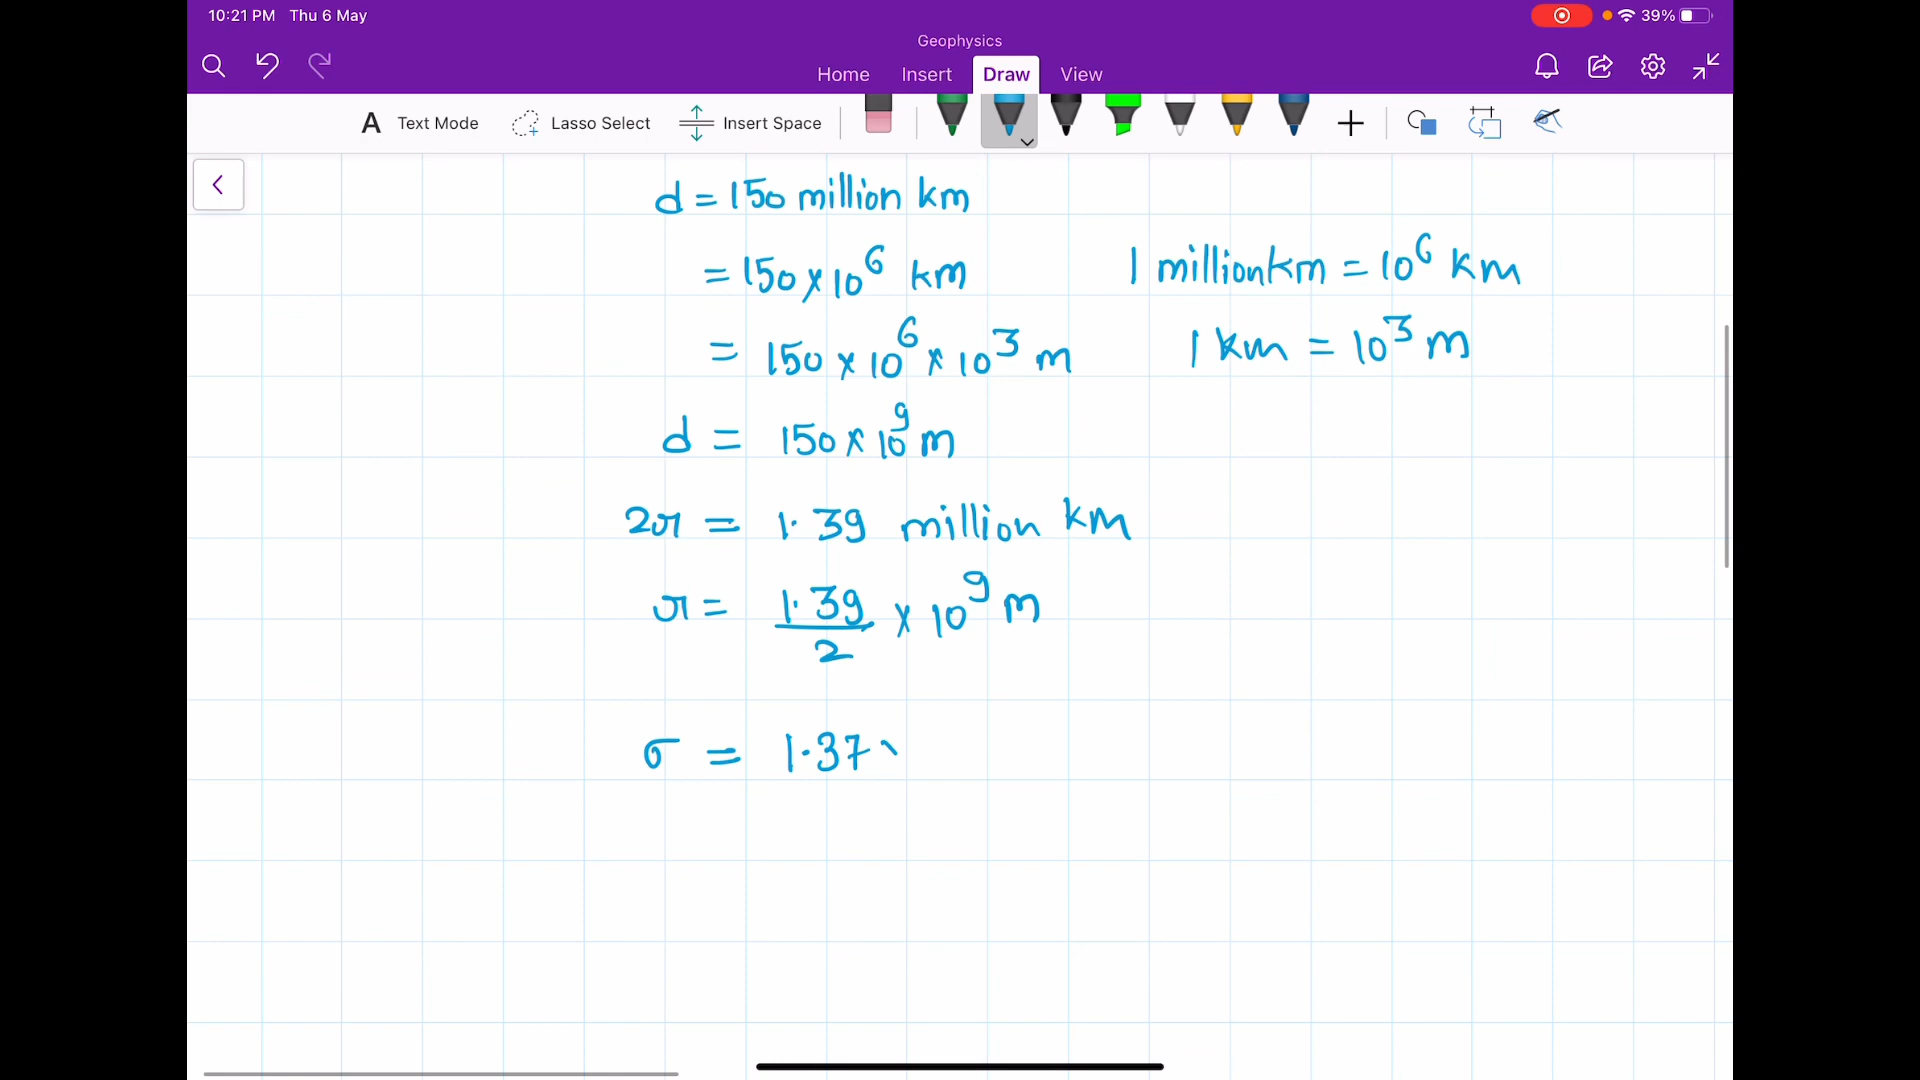 10:21 PM Thu 6 May 39%
Geophysics
Home Insert Draw View
A Text Mode Lasso Select Insert Space
d = 150 million km
= 150 × 10⁶ km
1 million km = 10⁶ km
= 150 × 10⁶ × 10³ m
1 km = 10³ m
d = 150 × 10⁹ m
2r = 1.39 million km
r = 1.39/2 × 10⁹ m
σ = 1.37